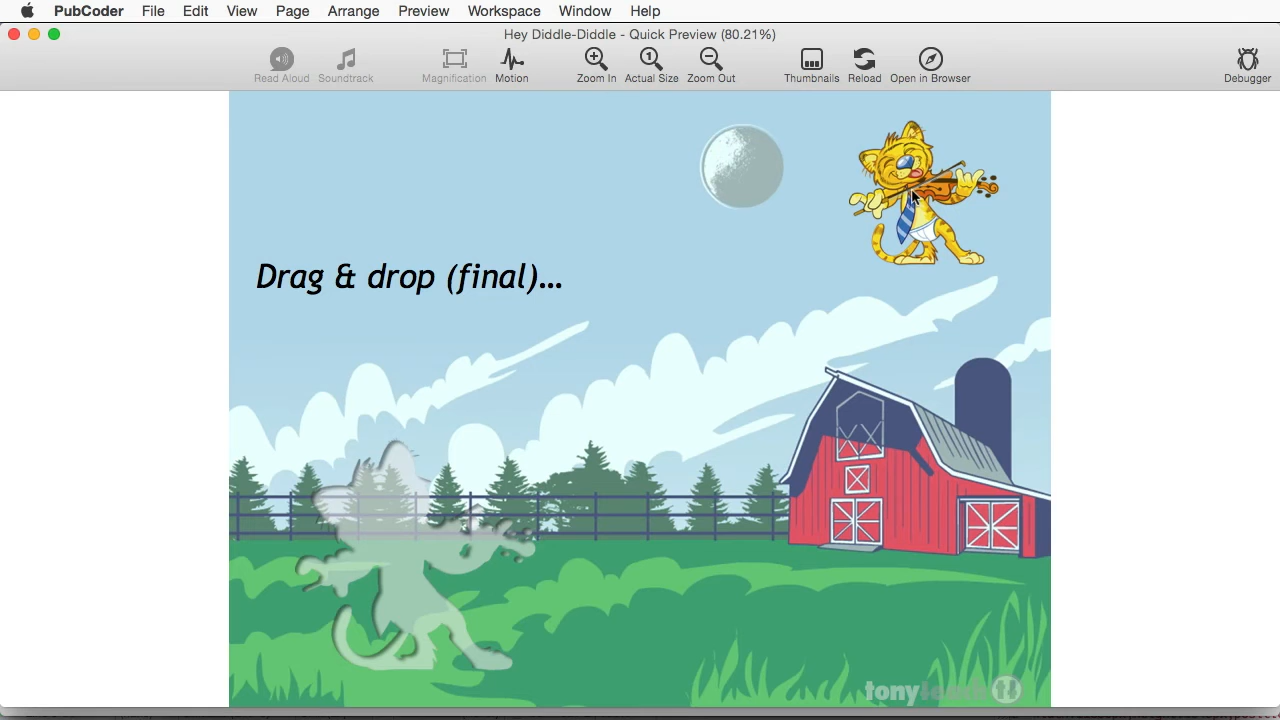 PubCoder File Edit View Page Arrange Preview Workspace Window Help
Hey Diddle-Diddle - Quick Preview (80.21%)
Read Aloud Soundtrack Magnification Motion Zoom In Actual Size Zoom Out Thumbnails Reload Open in Browser Debugger
Drag & drop (final)...
tonyteach